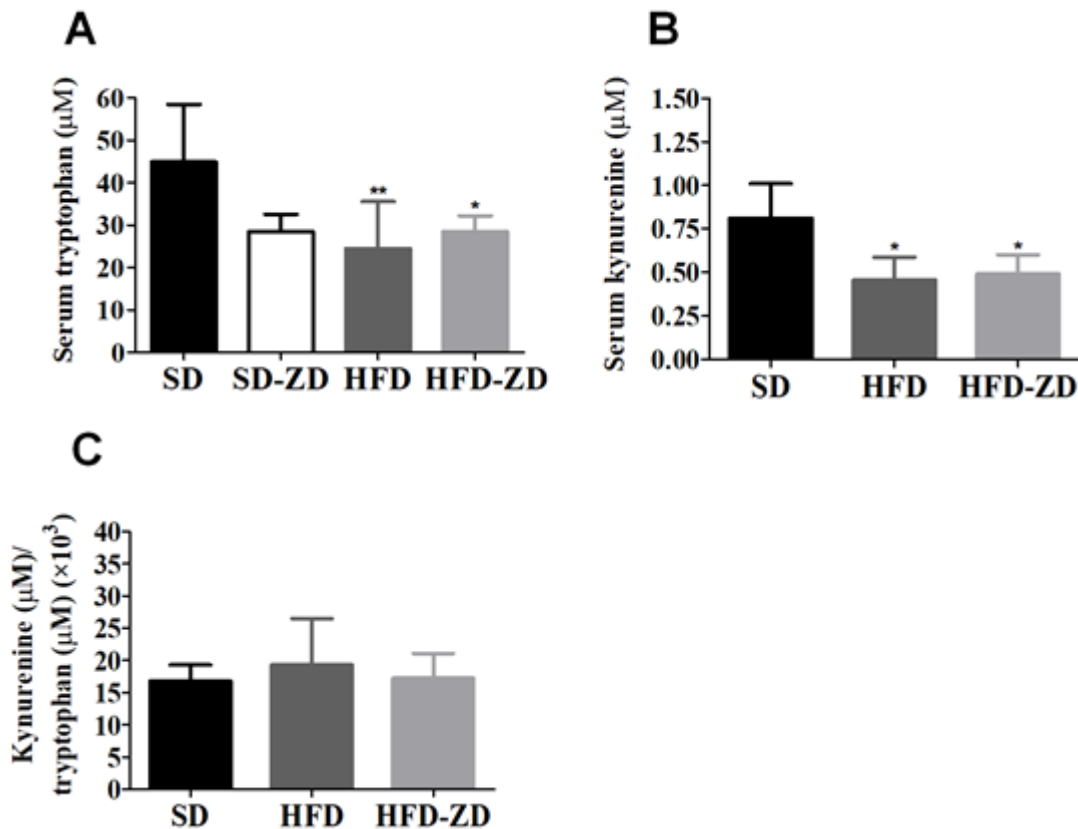 A
Serum tryptophan (μM)
60
50
40
30
20
10
0
**
*
SD SD-ZD HFD HFD-ZD
B
Serum kynurenine (μM)
1.50
1.25
1.00
0.75
0.50
0.25
0.00
* *
SD HFD HFD-ZD
C
Kynurenine (μM)/
tryptophan (μM) (×10³)
40
35
30
25
20
15
10
5
0
SD HFD HFD-ZD